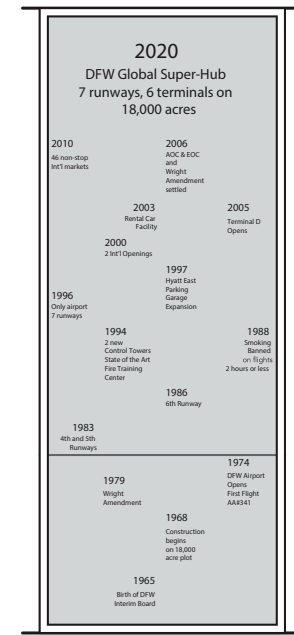 2020
DFW Global Super-Hub
7 runways, 6 terminals on
18,000 acres
2010
46 non-stop
Int'l markets
2006
AOC & EOC
and
Wright
Amendment
settled
2003
Rental Car
Facility
2005
Terminal D
Opens
2000
2 Int'l Openings
1997
Hyatt East
Parking
Garage
Expansion
1996
Only airport
7 runways
1994
2 new
Control Towers
State of the Art
Fire Training
Center
1988
Smoking
Banned
on flights
2 hours or less
1986
6th Runway
1983
4th and 5th
Runways
1974
DFW Airport
Opens
First Flight
AA#341
1979
Wright
Amendment
1968
Construction
begins
on 18,000
acre plot
1965
Birth of DFW
Interim Board